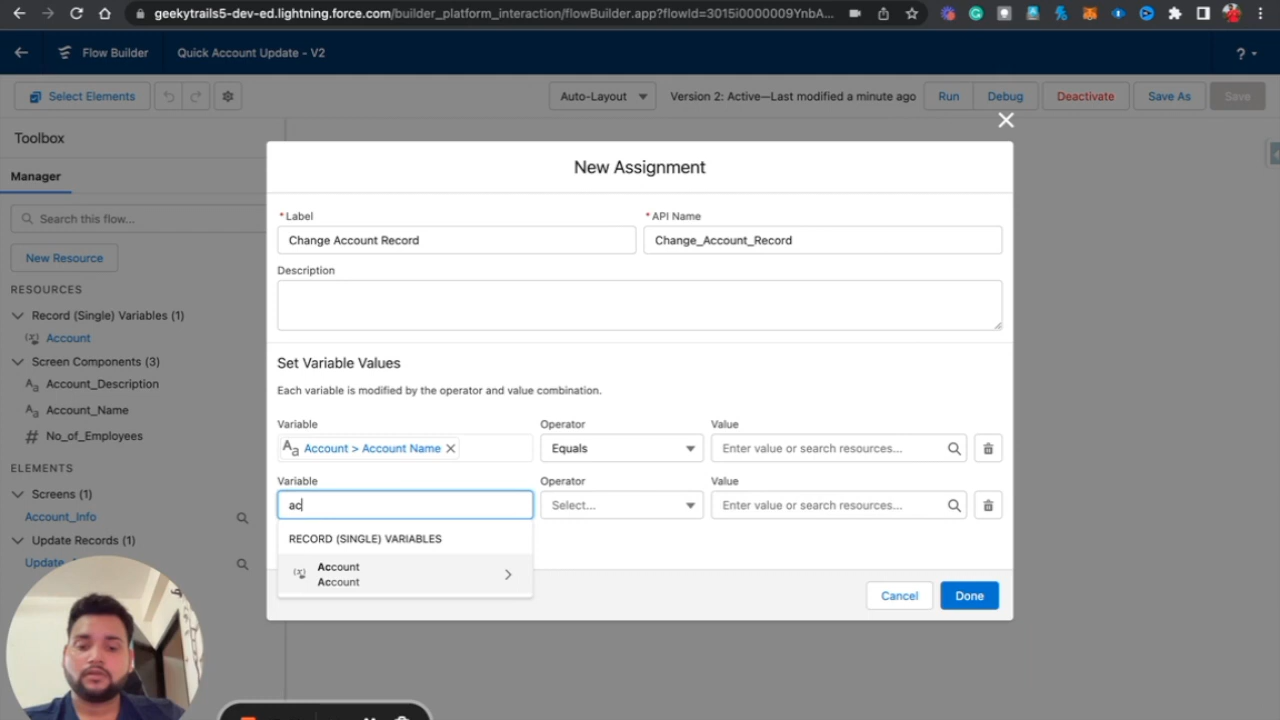 geekytrails5-dev-ed.lightning.force.com/builder_platform_interaction/flowBuilder.app?flowId=3015i0000009YnbA...
Flow Builder Quick Account Update - V2 ?
Select Elements Auto-Layout Version 2: Active—Last modified a minute ago Run Debug Deactivate Save As Save
Toolbox
Manager
Search this flow...
New Resource
RESOURCES
Record (Single) Variables (1)
Account
Screen Components (3)
Account_Description
Account_Name
No_of_Employees
ELEMENTS
Screens (1)
Account_Info
Update Records (1)
Update_
New Assignment
* Label * API Name
Change Account Record Change_Account_Record
Description
Set Variable Values
Each variable is modified by the operator and value combination.
Variable Operator Value
Account > Account Name Equals Enter value or search resources...
Variable Operator Value
ac Select... Enter value or search resources...
RECORD (SINGLE) VARIABLES
Account
Account
Cancel Done